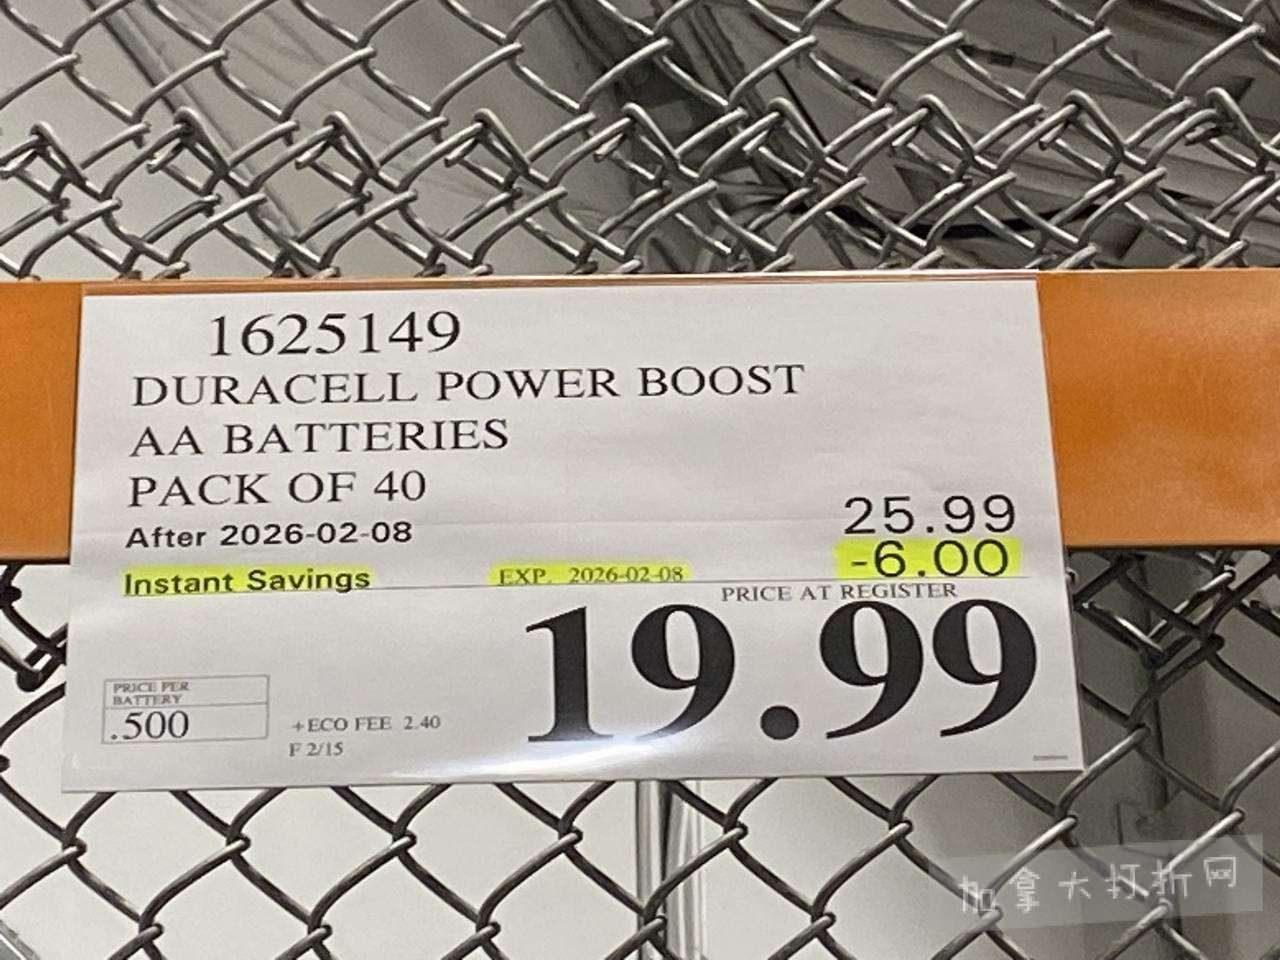 1625149
DURACELL POWER BOOST
AA BATTERIES
PACK OF 40
After 2026-02-08 25.99
Instant Savings EXP. 2026-02-08 -6.00
PRICE AT REGISTER
19.99
PRICE PER
BATTERY
.500
+ECO FEE 2.40
F 2/15
加拿大打折网